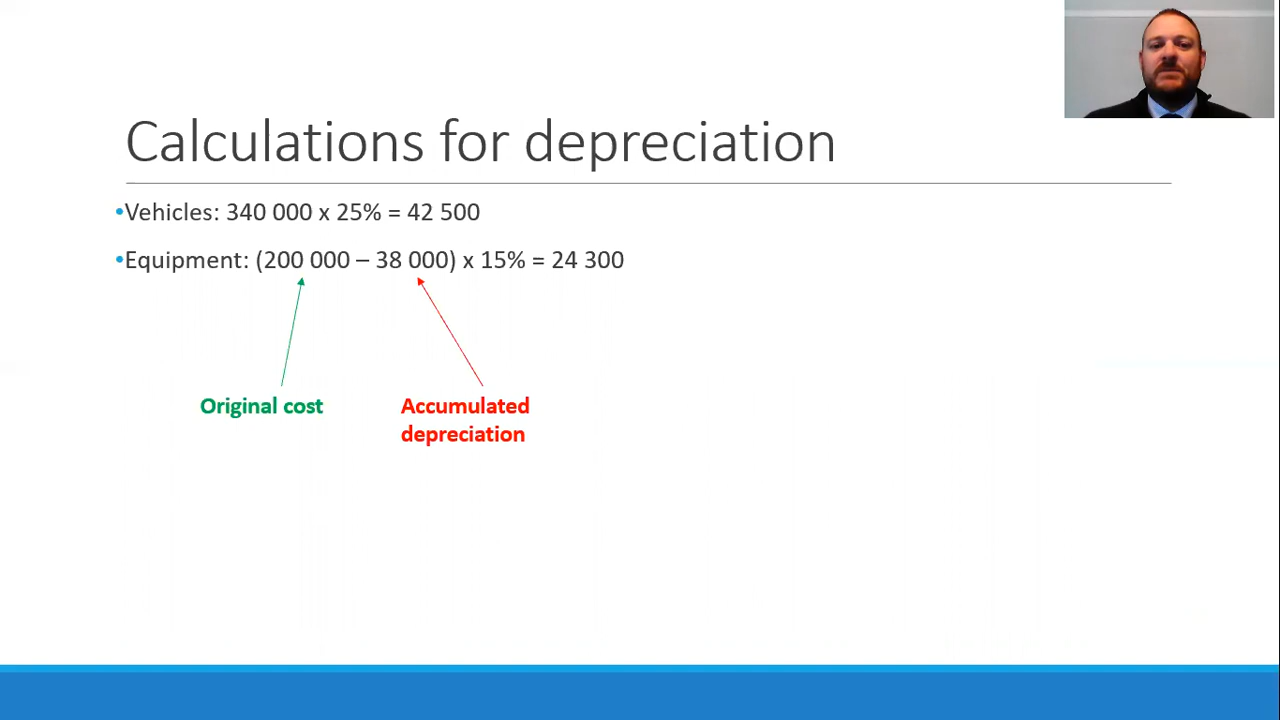 Calculations for depreciation
•Vehicles: 340 000 x 25% = 42 500
•Equipment: (200 000 – 38 000) x 15% = 24 300
Original cost
Accumulated
depreciation